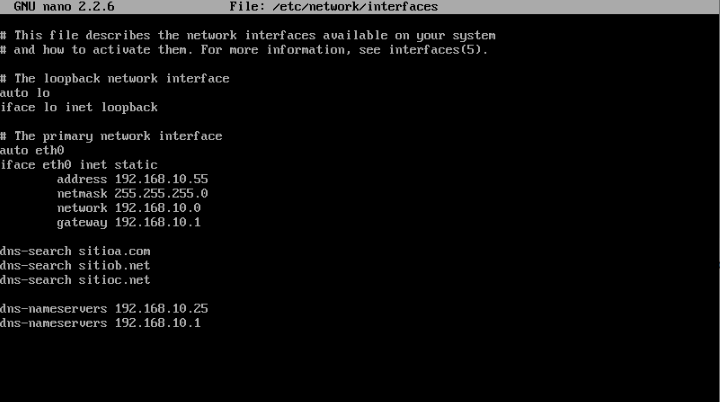 GNU nano 2.2.6 File: /etc/network/interfaces
# This file describes the network interfaces available on your system
# and how to activate them. For more information, see interfaces(5).
# The loopback network interface
auto lo
iface lo inet loopback
# The primary network interface
auto eth0
iface eth0 inet static
address 192.168.10.55
netmask 255.255.255.0
network 192.168.10.0
gateway 192.168.10.1
dns-search sitioa.com
dns-search sitiob.net
dns-search sitioc.net
dns-nameservers 192.168.10.25
dns-nameservers 192.168.10.1